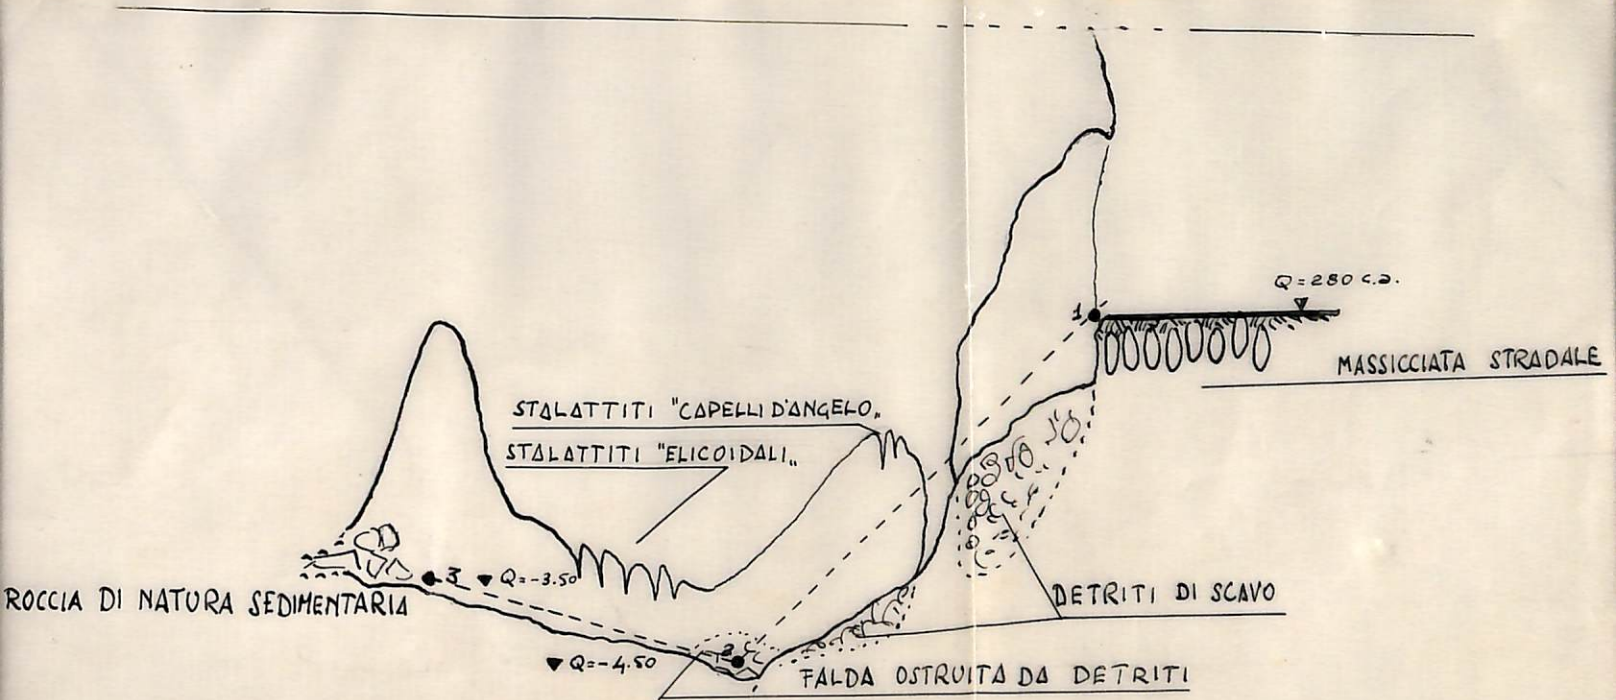 Q=280 c.a.
1
MASSICCIATA STRADALE
STALATTITI "CAPELLI D'ANGELO„
STALATTITI "ELICOIDALI„
3 Q=-3.50
ROCCIA DI NATURA SEDIMENTARIA
DETRITI DI SCAVO
2
Q=-4.50
FALDA OSTRUITA DA DETRITI